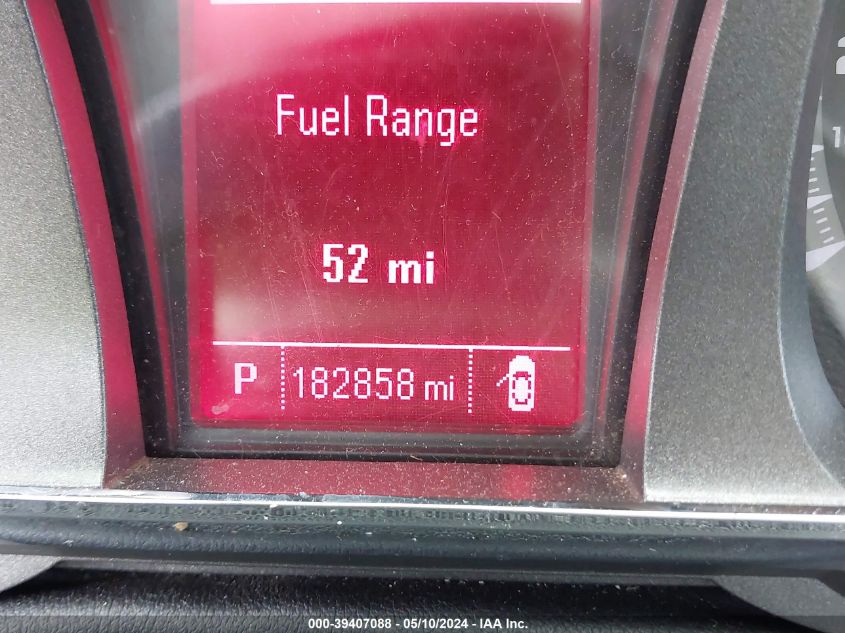 Fuel Range
52 mi
P 182858 mi
000-39407088 - 05/10/2024 - IAA Inc.